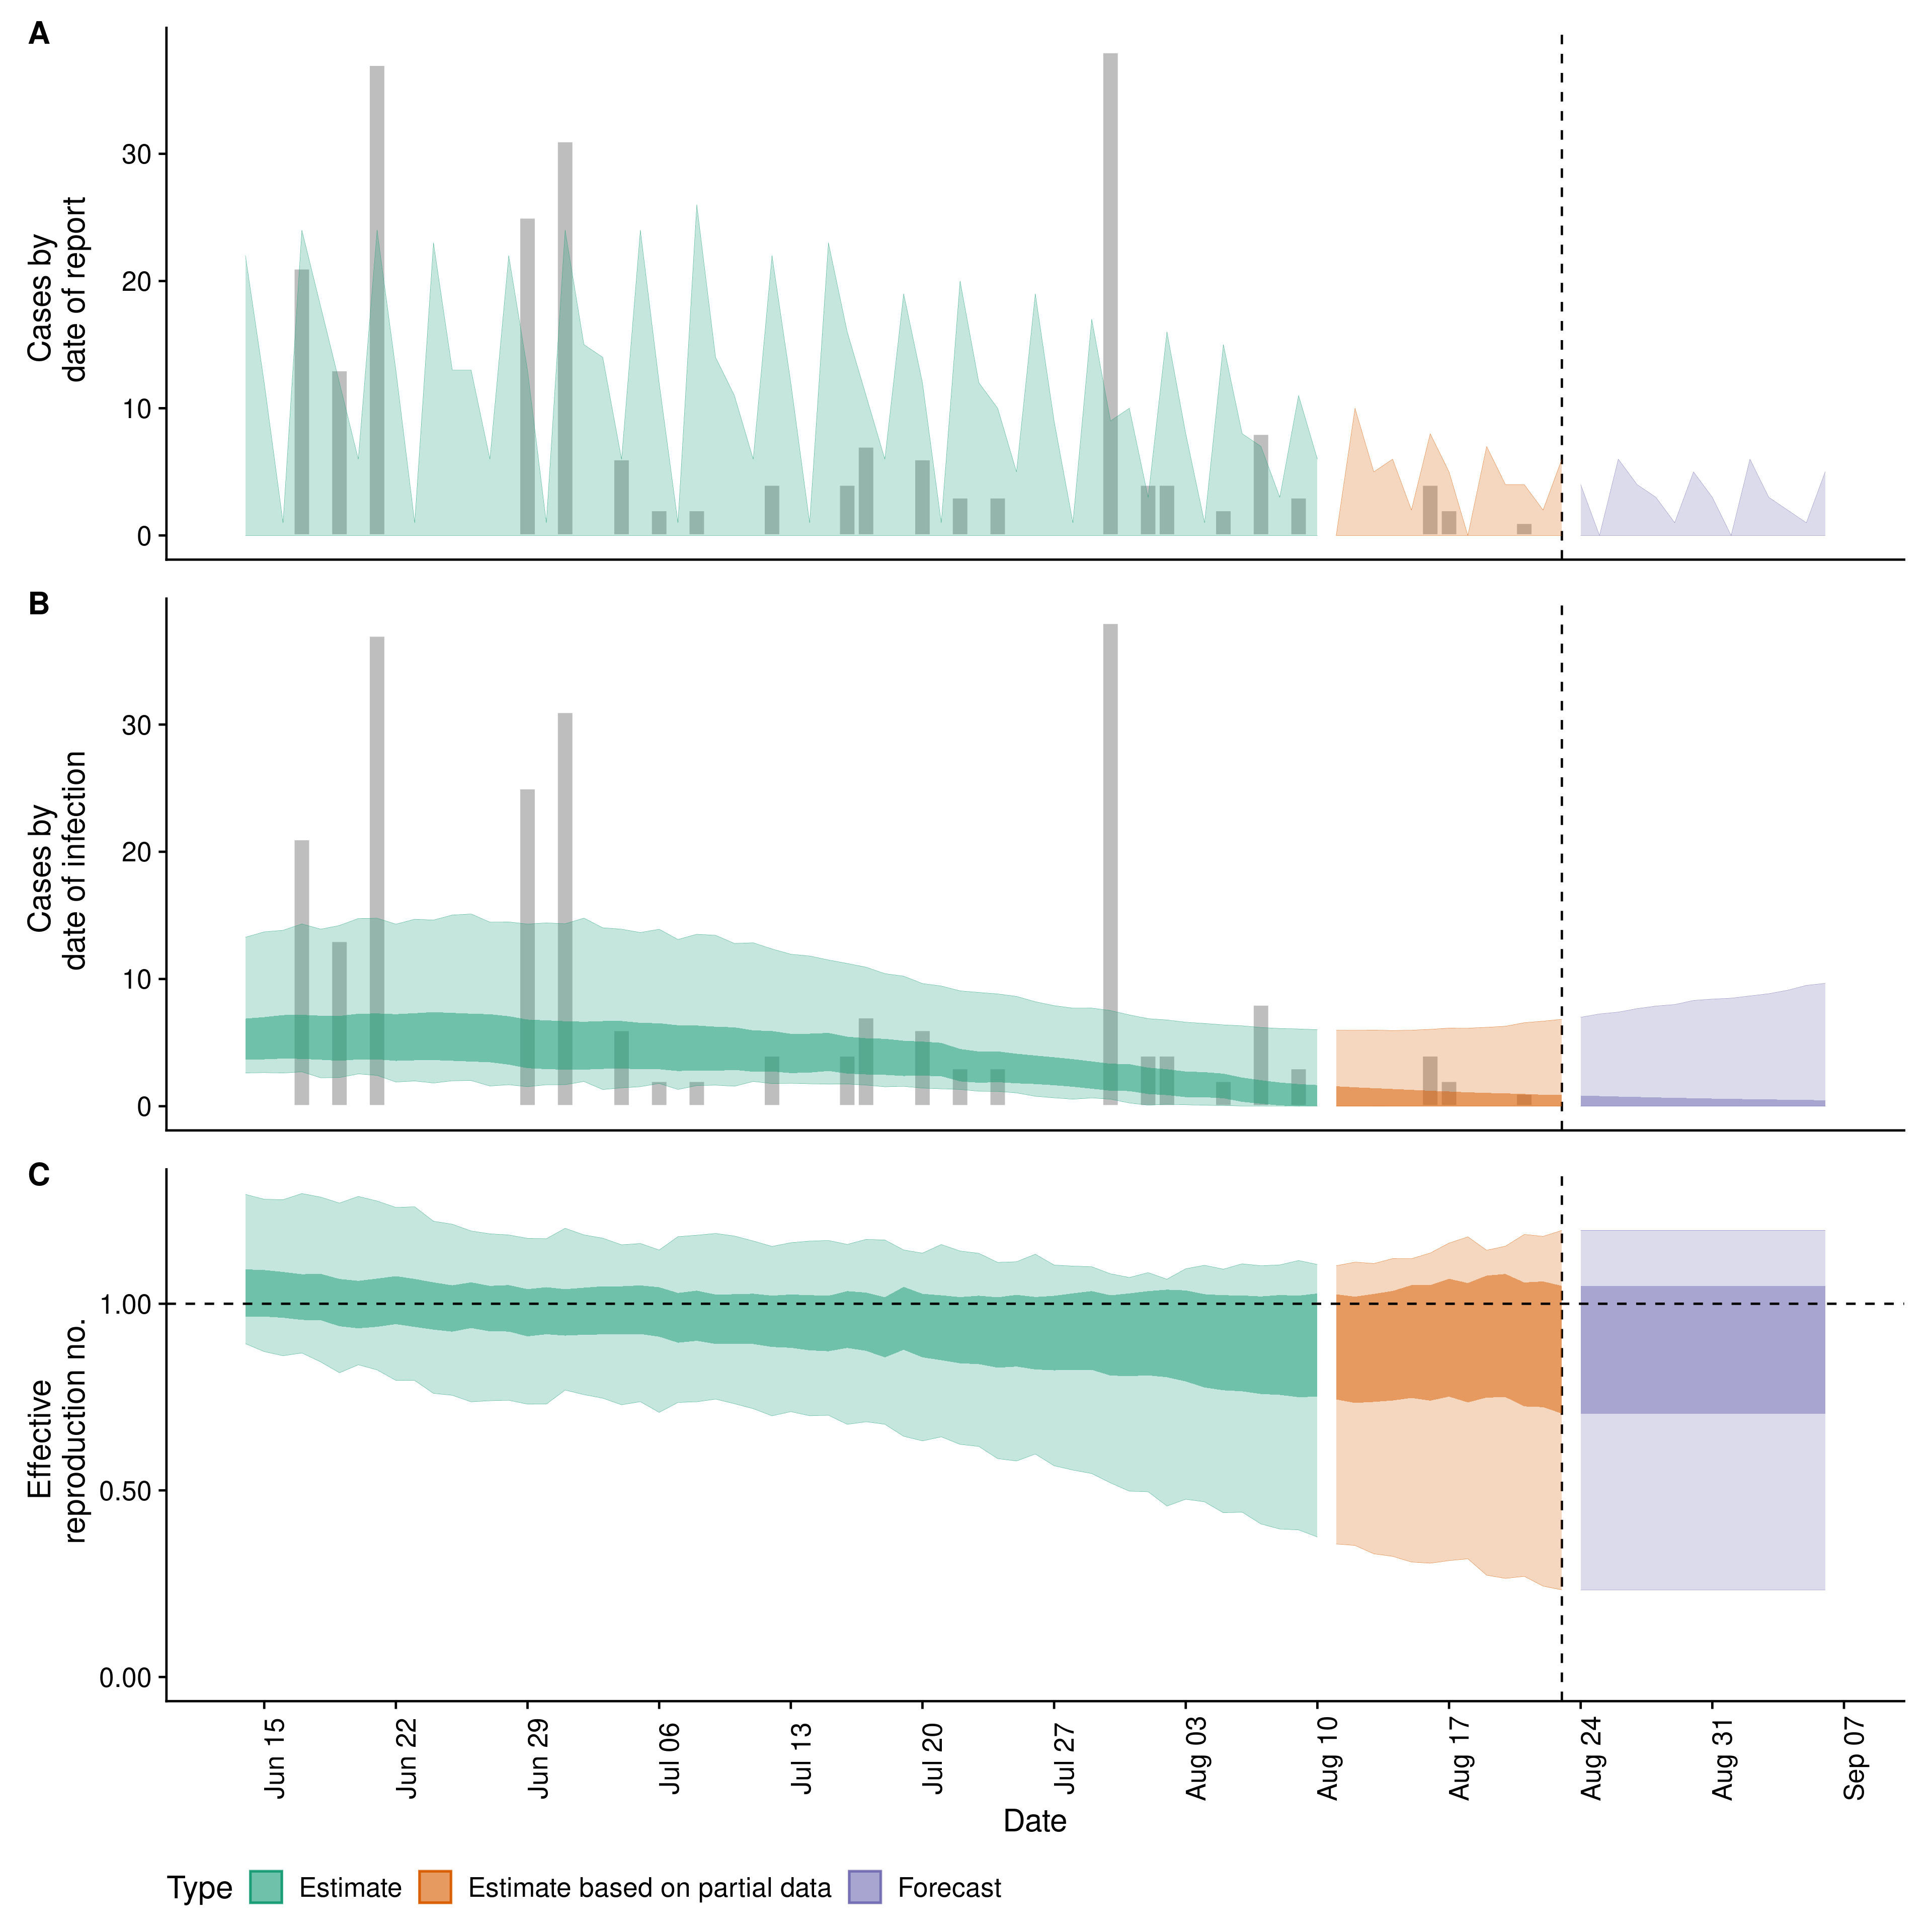 A
Cases by
date of report
30
20
10
0
B
Cases by
date of infection
30
20
10
0
C
Effective
reproduction no.
1.00
0.50
0.00
Jun 15
Jun 22
Jun 29
Jul 06
Jul 13
Jul 20
Jul 27
Aug 03
Aug 10
Aug 17
Aug 24
Aug 31
Sep 07
Date
Type Estimate Estimate based on partial data Forecast